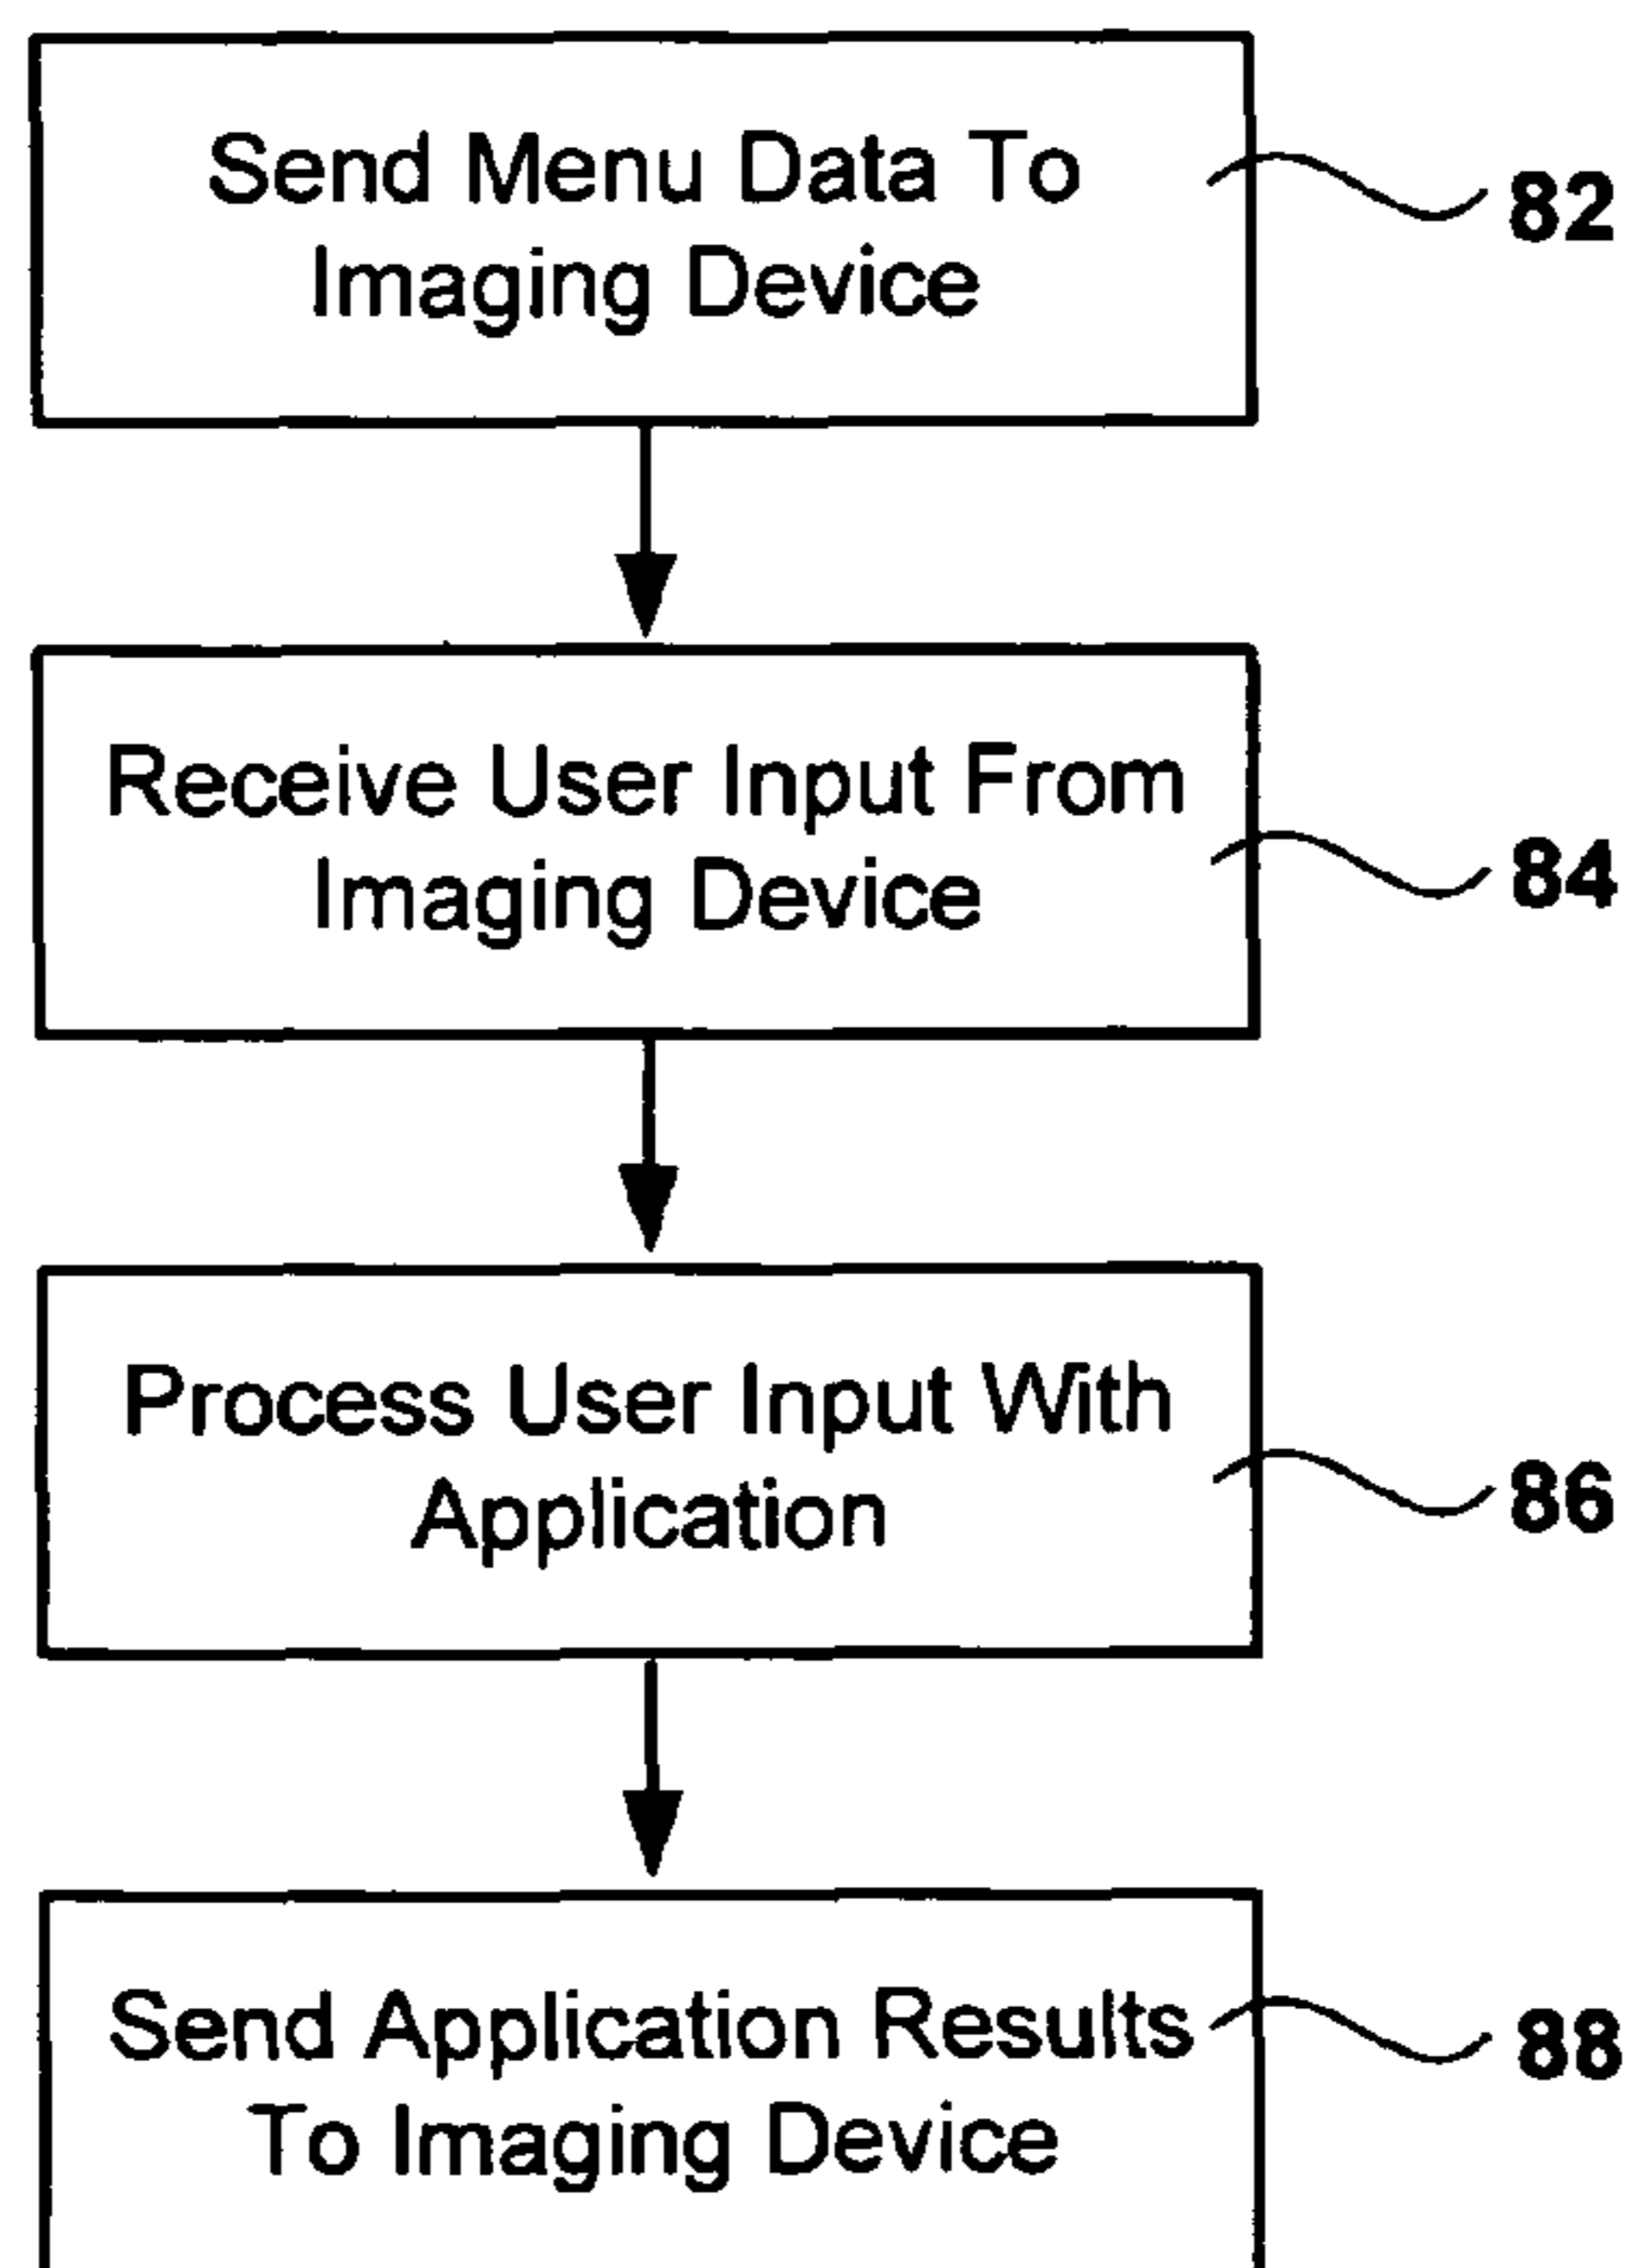 Send Menu Data To
Imaging Device
82
Receive User Input From
Imaging Device
84
Process User Input With
Application
86
Send Application Results
To Imaging Device
88